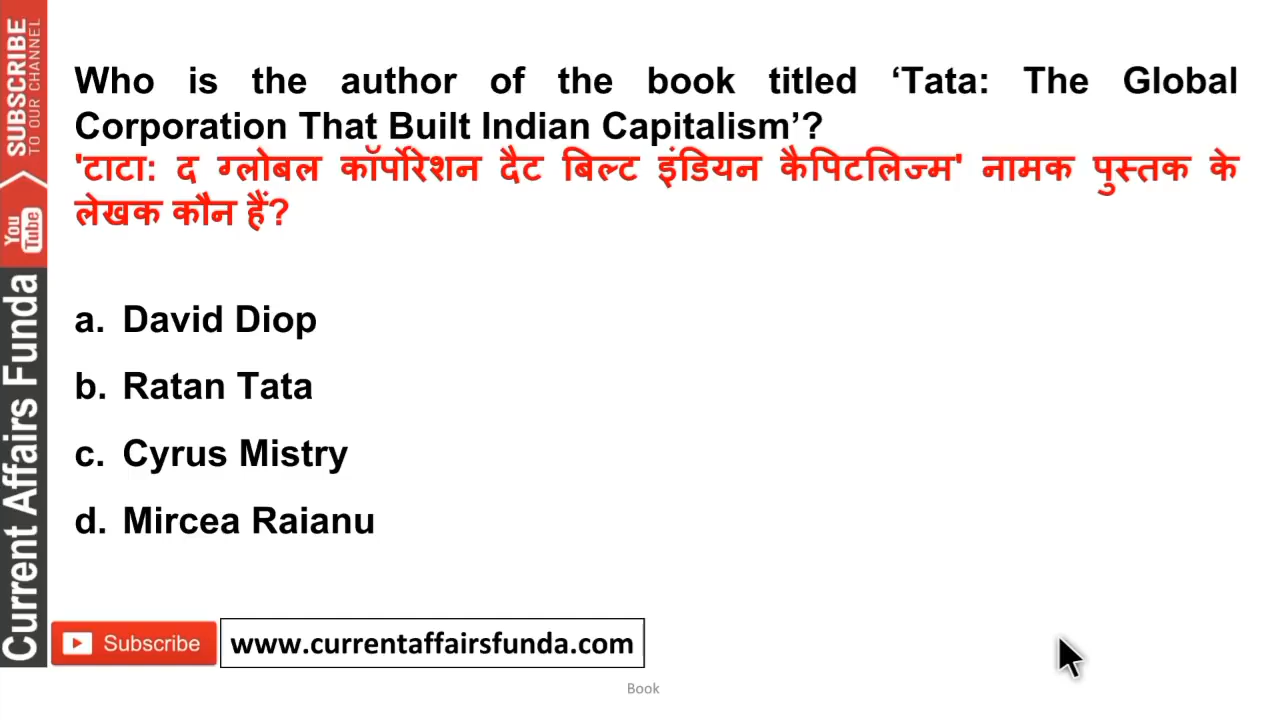 Who is the author of the book titled ‘Tata: The Global
Corporation That Built Indian Capitalism’?
'टाटा: द ग्लोबल कॉर्पोरेशन दैट बिल्ट इंडियन कैपिटलिज्म' नामक पुस्तक के
लेखक कौन हैं?
a. David Diop
b. Ratan Tata
c. Cyrus Mistry
d. Mircea Raianu
SUBSCRIBE
TO OUR CHANNEL
You Tube
Current Affairs Funda
Subscribe
www.currentaffairsfunda.com
Book